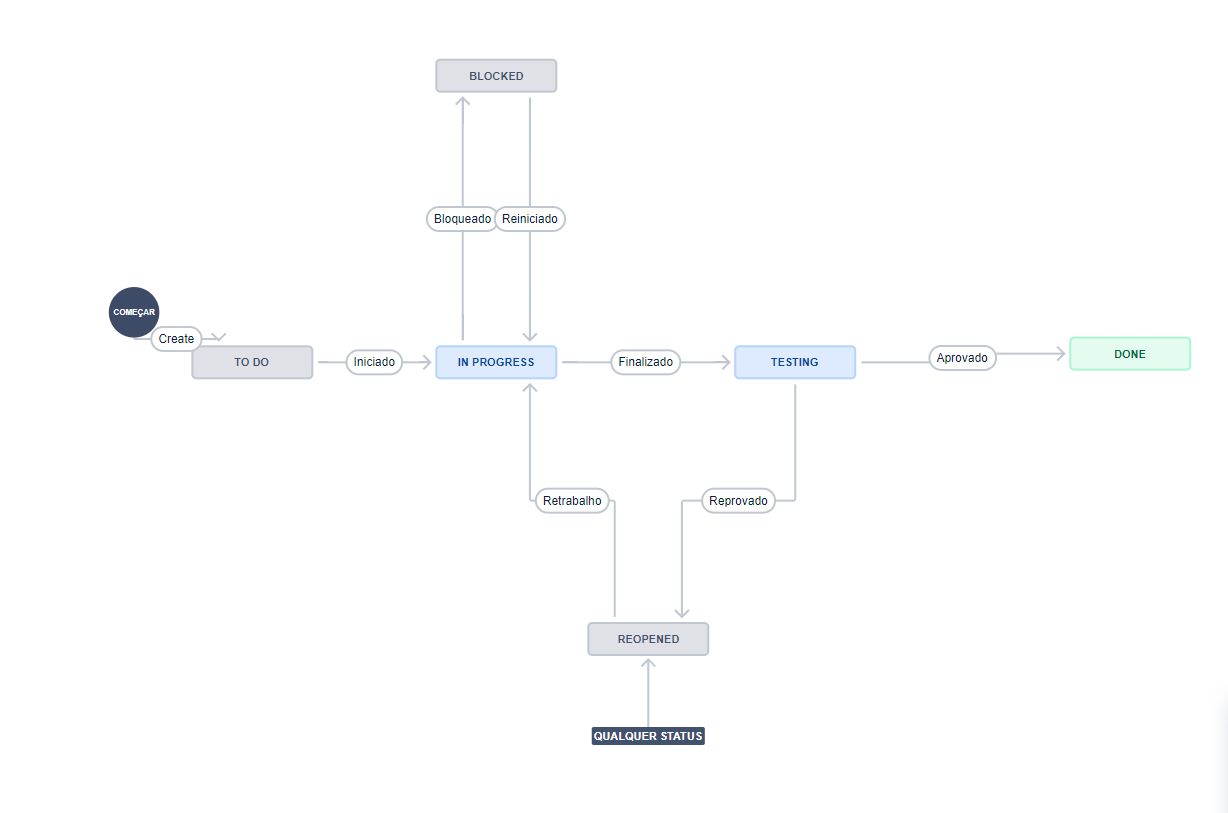 BLOCKED
Bloqueado
Reiniciado
COMEÇAR
Create
TO DO
Iniciado
IN PROGRESS
Finalizado
TESTING
Aprovado
DONE
Retrabalho
Reprovado
REOPENED
QUALQUER STATUS